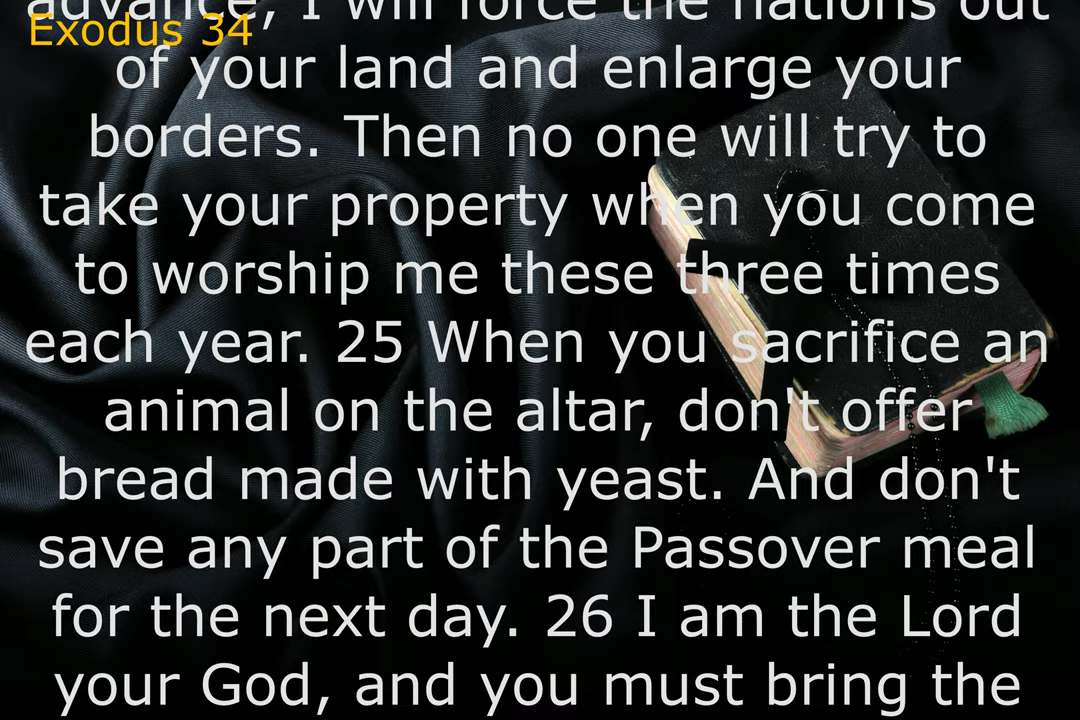 advance, I will force the nations out
Exodus 34
of your land and enlarge your
borders. Then no one will try to
take your property when you come
to worship me these three times
each year. 25 When you sacrifice an
animal on the altar, don't offer
bread made with yeast. And don't
save any part of the Passover meal
for the next day. 26 I am the Lord
your God, and you must bring the